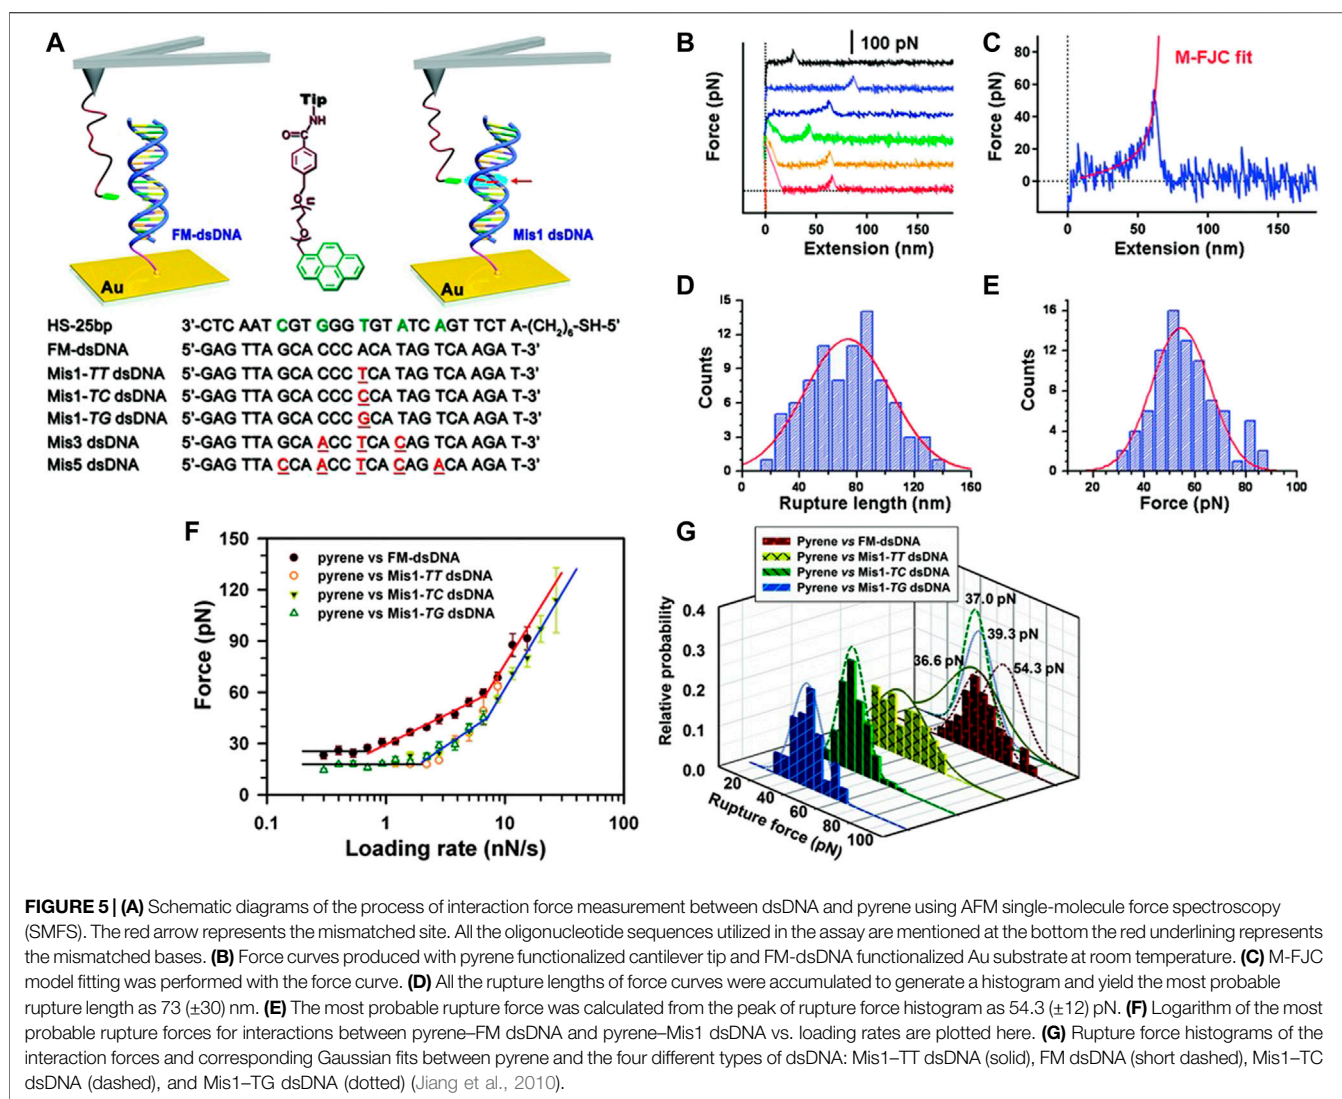 A
Tip
NH
O
O
n
O
FM-dsDNA
Mis1 dsDNA
Au
Au
HS-25bp 3'-CTC AAT CGT GGG TGT ATC AGT TCT A-(CH2)6-SH-5'
FM-dsDNA 5'-GAG TTA GCA CCC ACA TAG TCA AGA T-3'
Mis1-TT dsDNA 5'-GAG TTA GCA CCC TCA TAG TCA AGA T-3'
Mis1-TC dsDNA 5'-GAG TTA GCA CCC CCA TAG TCA AGA T-3'
Mis1-TG dsDNA 5'-GAG TTA GCA CCC GCA TAG TCA AGA T-3'
Mis3 dsDNA 5'-GAG TTA GCA ACC TCA CAG TCA AGA T-3'
Mis5 dsDNA 5'-GAG TTA CCA ACC TCA CAG ACA AGA T-3'
B
100 pN
Force (pN)
0 50 100 150
Extension (nm)
C
M-FJC fit
80
60
40
20
0
Force (pN)
0 50 100 150
Extension (nm)
D
15
12
9
6
3
0
Counts
0 40 80 120 160
Rupture length (nm)
E
16
12
8
4
0
Counts
20 40 60 80 100
Force (pN)
F
150
120
90
60
30
0
Force (pN)
pyrene vs FM-dsDNA
pyrene vs Mis1-TT dsDNA
pyrene vs Mis1-TC dsDNA
pyrene vs Mis1-TG dsDNA
0.1 1 10 100
Loading rate (nN/s)
G
Pyrene vs FM-dsDNA
Pyrene vs Mis1-TT dsDNA
Pyrene vs Mis1-TC dsDNA
Pyrene vs Mis1-TG dsDNA
0.4
0.3
0.2
0.1
0.0
Relative probability
37.0 pN
39.3 pN
36.6 pN
54.3 pN
20 40 60 80 100
Rupture force (pN)
FIGURE 5 | (A) Schematic diagrams of the process of interaction force measurement between dsDNA and pyrene using AFM single-molecule force spectroscopy
(SMFS). The red arrow represents the mismatched site. All the oligonucleotide sequences utilized in the assay are mentioned at the bottom the red underlining represents
the mismatched bases. (B) Force curves produced with pyrene functionalized cantilever tip and FM-dsDNA functionalized Au substrate at room temperature. (C) M-FJC
model fitting was performed with the force curve. (D) All the rupture lengths of force curves were accumulated to generate a histogram and yield the most probable
rupture length as 73 (±30) nm. (E) The most probable rupture force was calculated from the peak of rupture force histogram as 54.3 (±12) pN. (F) Logarithm of the most
probable rupture forces for interactions between pyrene–FM dsDNA and pyrene–Mis1 dsDNA vs. loading rates are plotted here. (G) Rupture force histograms of the
interaction forces and corresponding Gaussian fits between pyrene and the four different types of dsDNA: Mis1–TT dsDNA (solid), FM dsDNA (short dashed), Mis1–TC
dsDNA (dashed), and Mis1–TG dsDNA (dotted) (Jiang et al., 2010).